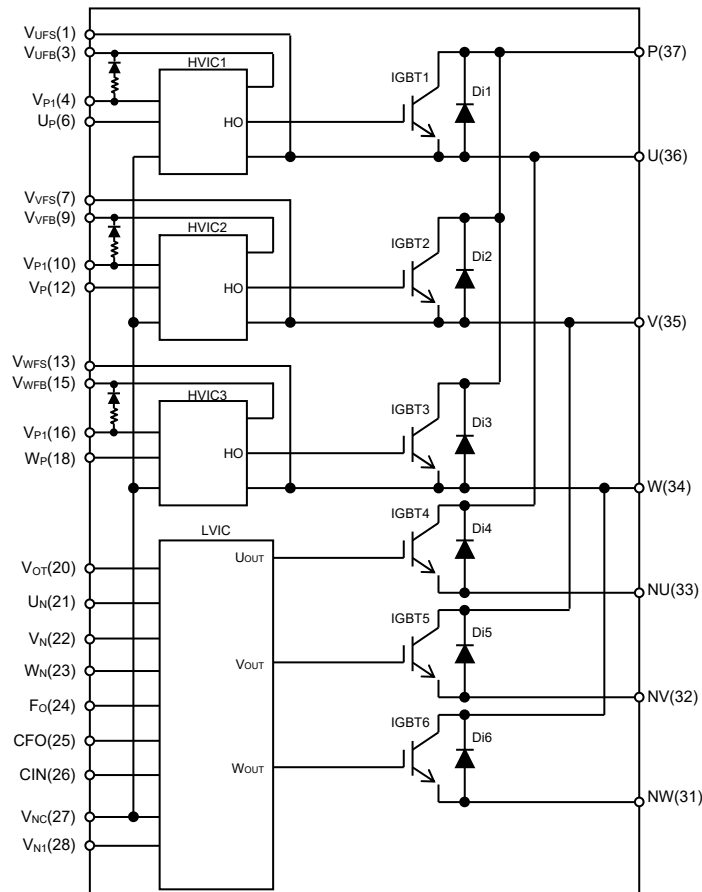 VUFS(1)
VUFB(3)
HVIC1
P(37)
IGBT1
Di1
VP1(4)
UP(6)
HO
U(36)
VVFS(7)
VVFB(9)
HVIC2
IGBT2
Di2
VP1(10)
VP(12)
HO
V(35)
VWFS(13)
VWFB(15)
HVIC3
IGBT3
Di3
VP1(16)
WP(18)
HO
W(34)
IGBT4
LVIC
UOUT
Di4
VOT(20)
NU(33)
UN(21)
IGBT5
VN(22)
Di5
VOUT
WN(23)
NV(32)
FO(24)
IGBT6
CFO(25)
Di6
WOUT
CIN(26)
NW(31)
VNC(27)
VN1(28)